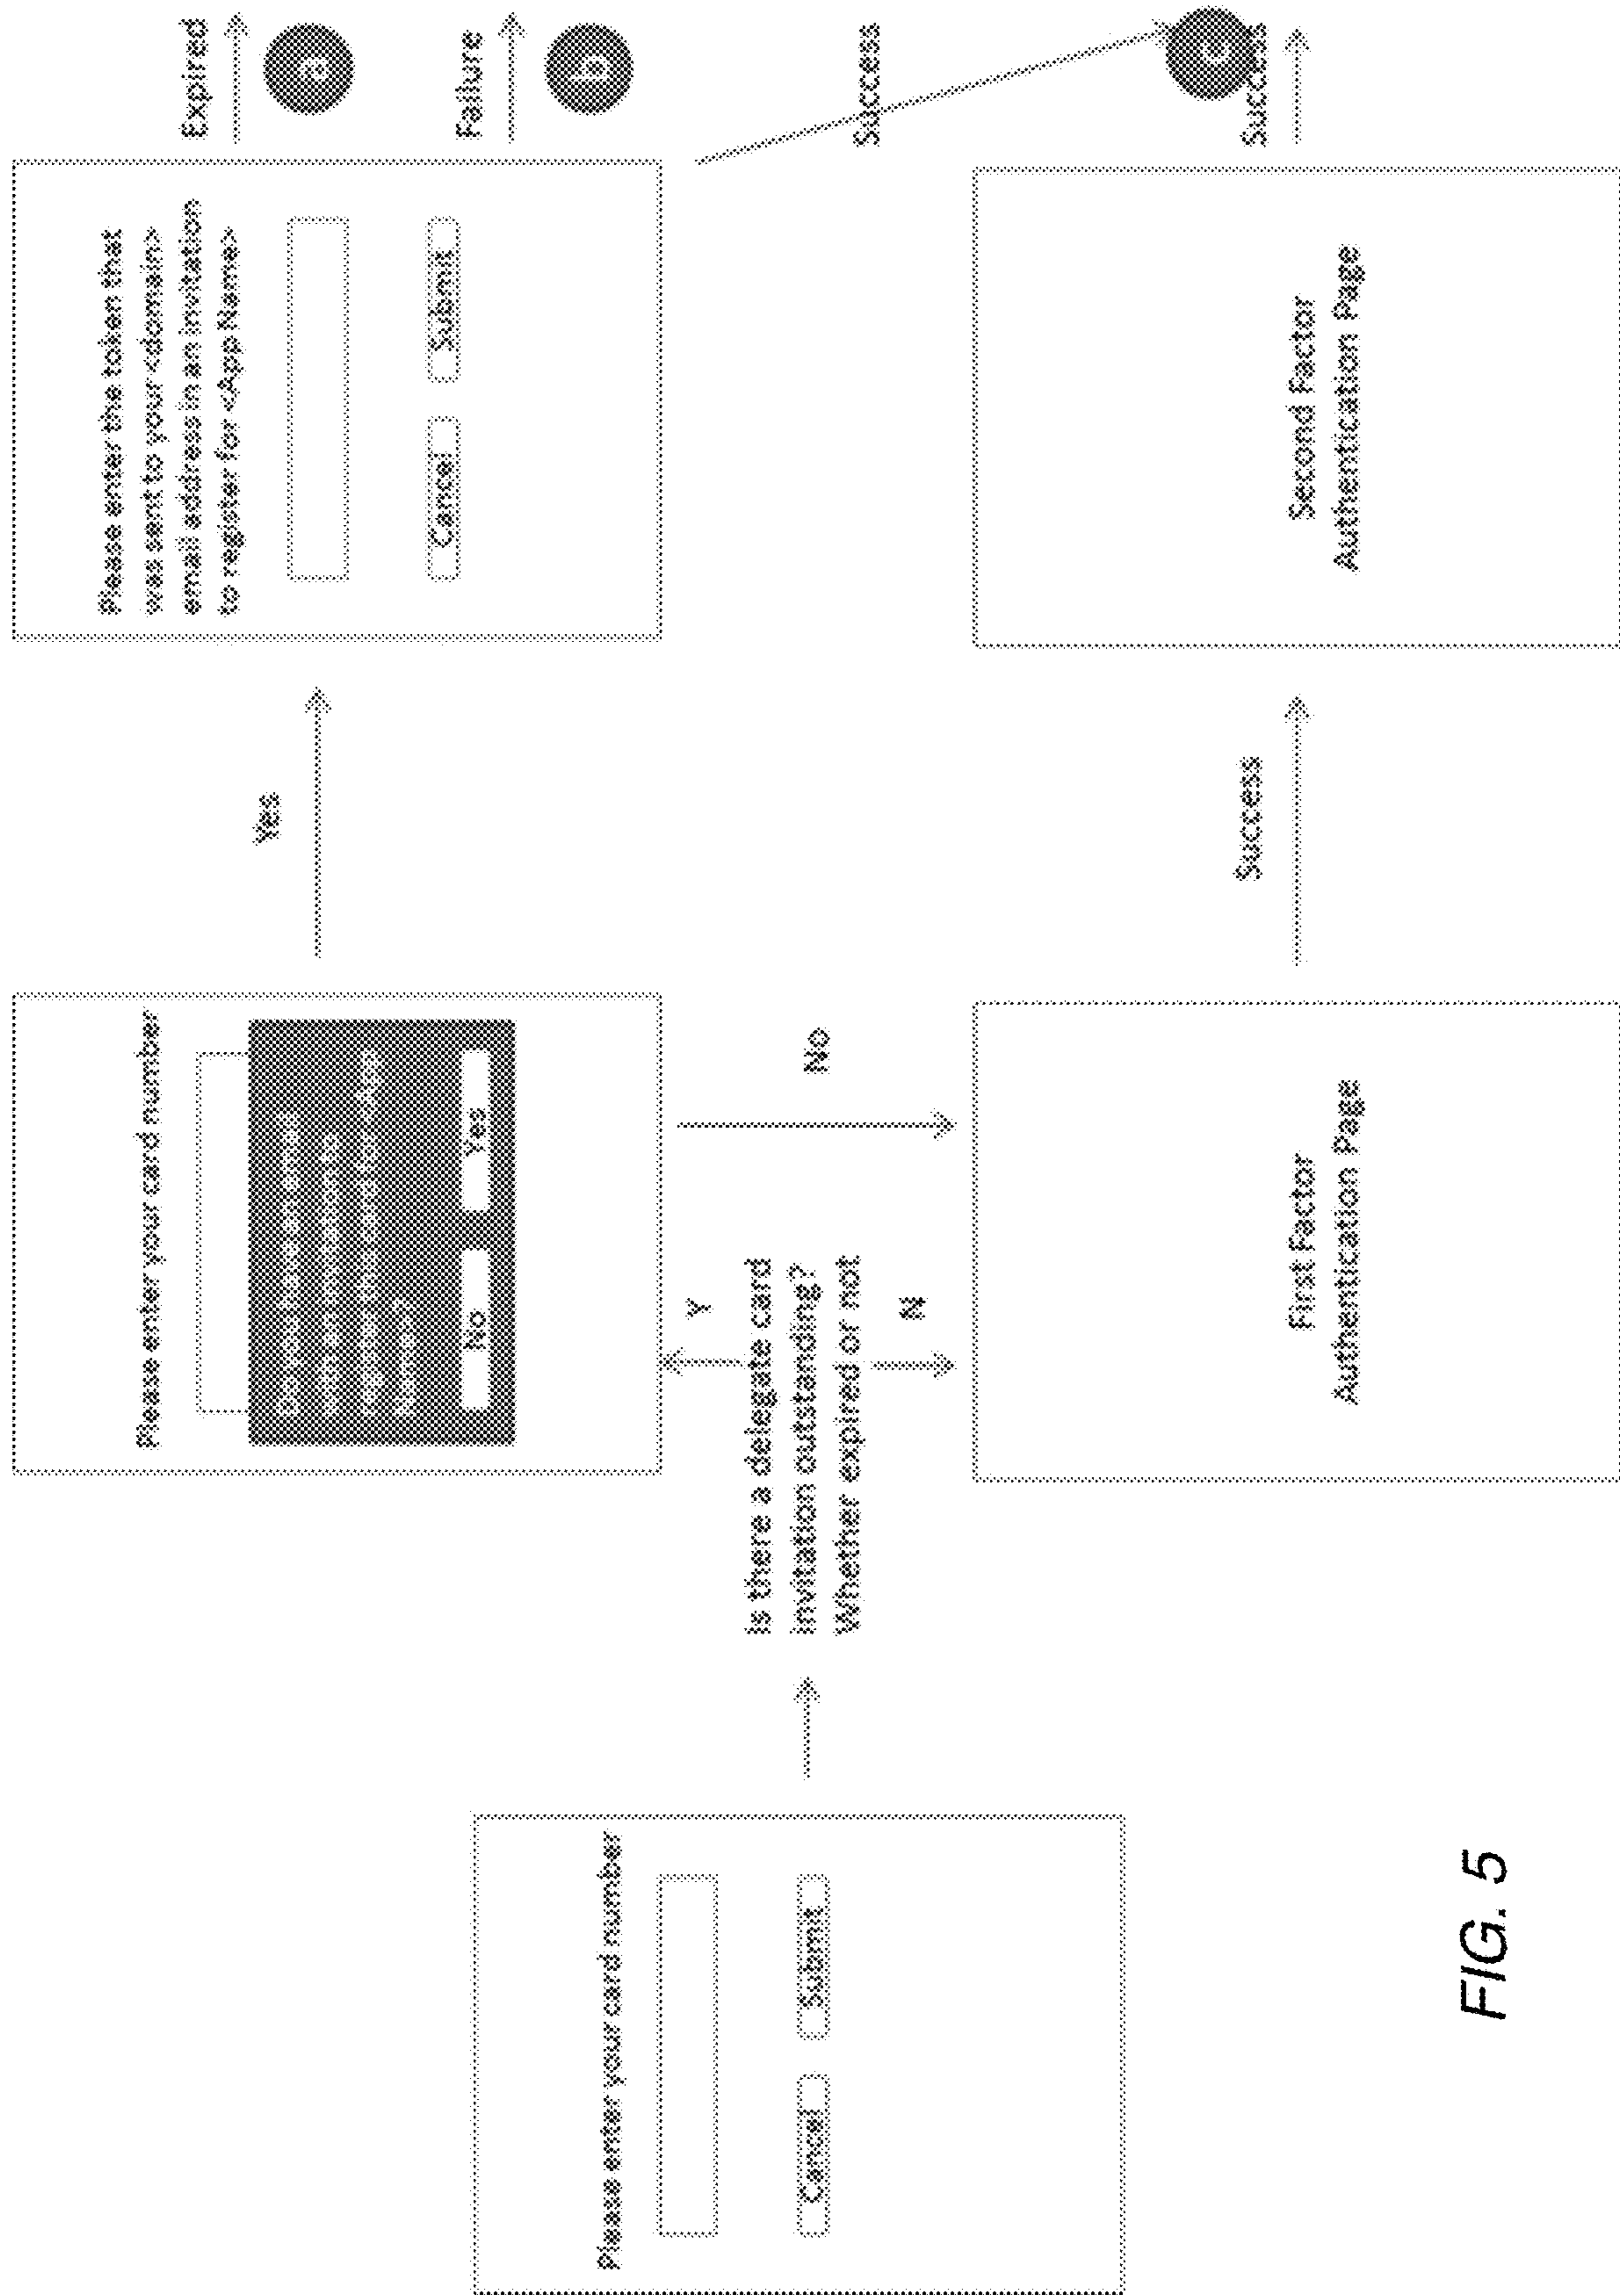 Please enter your card number
Cancel
Submit
Is there a delegate card
invitation outstanding?
Whether expired or not
Y
N
Please enter your card number
No
Yes
No
Yes
Please enter the token that
was sent to your <domain>
email address in an invitation
to register for <App Name>
Cancel
Submit
Expired
a
Failure
b
Success
c
First Factor
Authentication Page
Success
Second Factor
Authentication Page
Success
FIG. 5